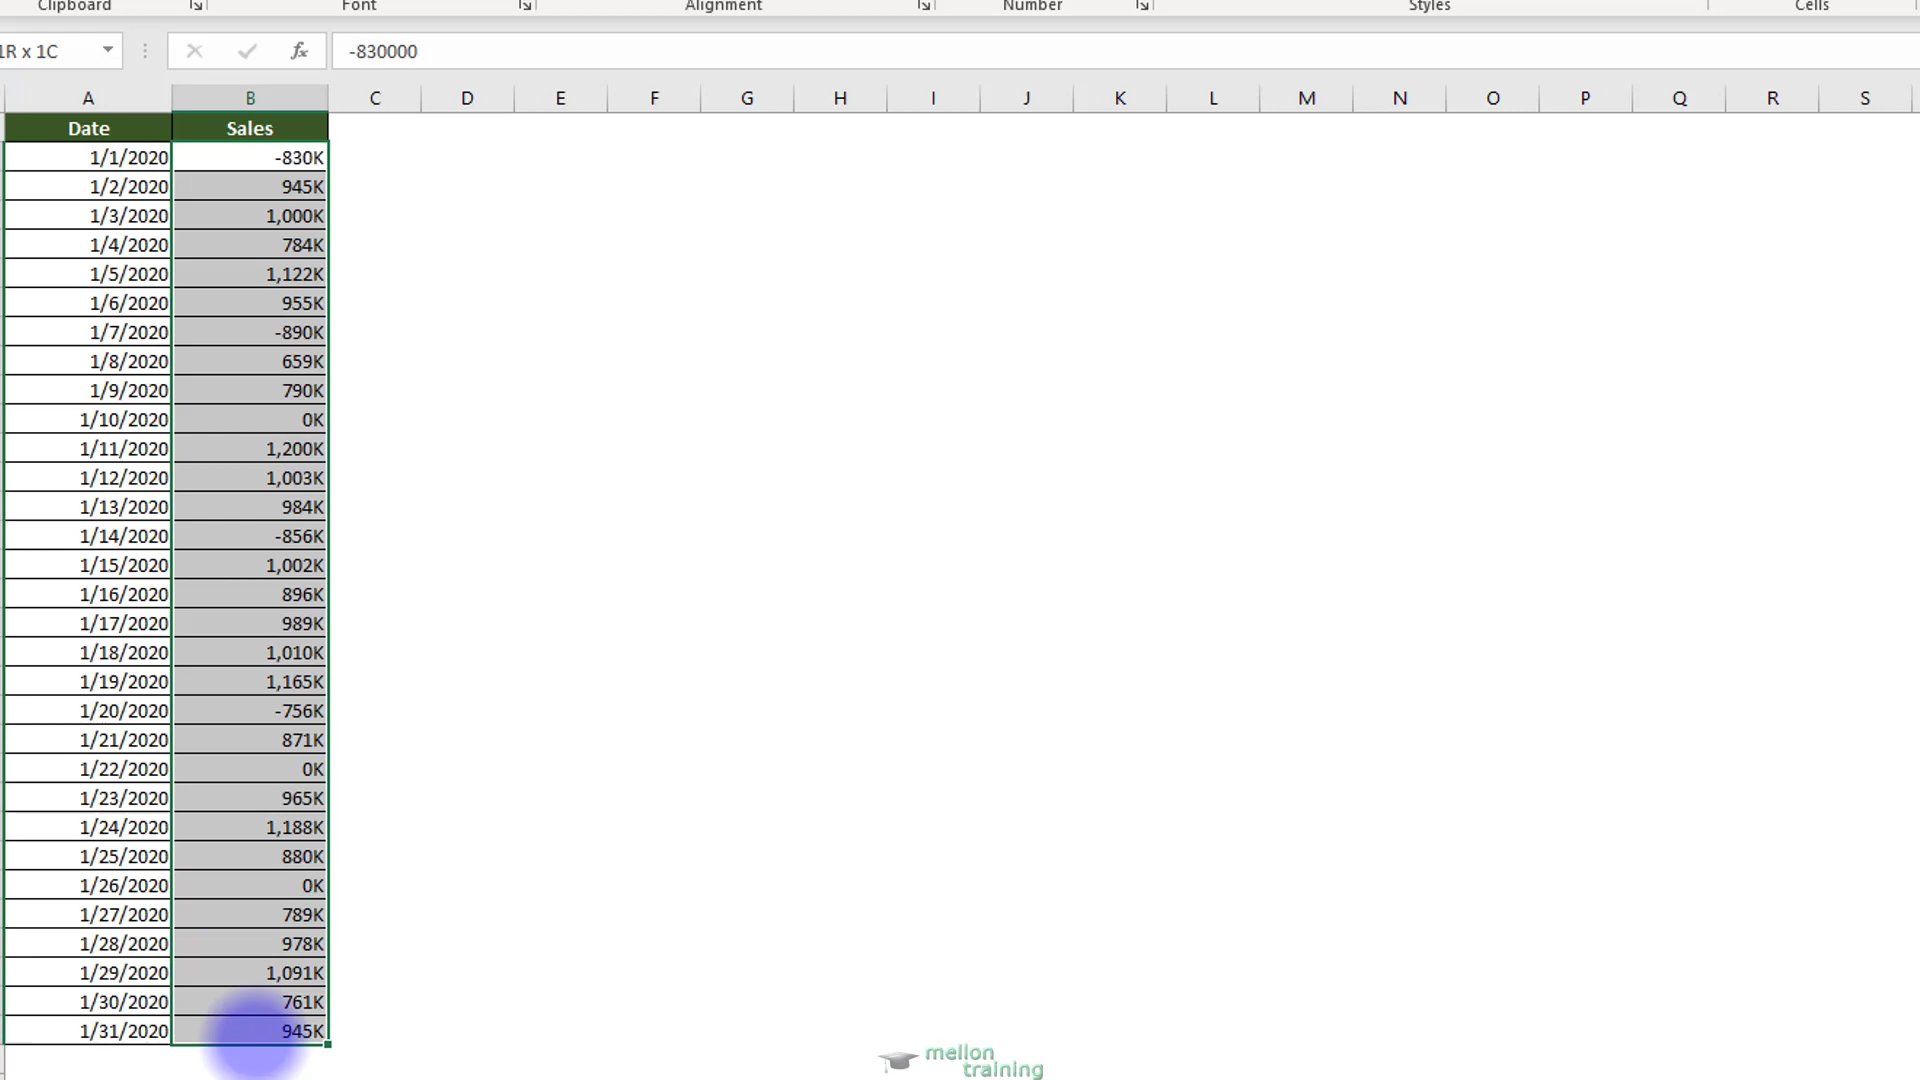 Clipboard Font Alignment Number Styles Cells
1R x 1C fx -830000
A B C D E F G H I J K L M N O P Q R S
Date Sales
1/1/2020 -830K
1/2/2020 945K
1/3/2020 1,000K
1/4/2020 784K
1/5/2020 1,122K
1/6/2020 955K
1/7/2020 -890K
1/8/2020 659K
1/9/2020 790K
1/10/2020 0K
1/11/2020 1,200K
1/12/2020 1,003K
1/13/2020 984K
1/14/2020 -856K
1/15/2020 1,002K
1/16/2020 896K
1/17/2020 989K
1/18/2020 1,010K
1/19/2020 1,165K
1/20/2020 -756K
1/21/2020 871K
1/22/2020 0K
1/23/2020 965K
1/24/2020 1,188K
1/25/2020 880K
1/26/2020 0K
1/27/2020 789K
1/28/2020 978K
1/29/2020 1,091K
1/30/2020 761K
1/31/2020 945K
mellon
training